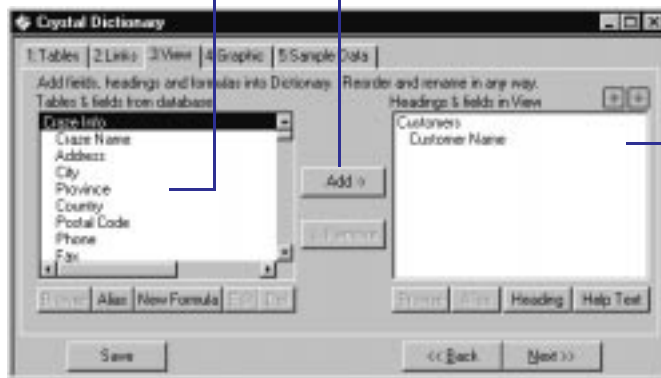 Crystal Dictionary
1:Tables 2:Links 3:View 4:Graphic 5:Sample Data
Add fields, headings and formulas into Dictionary. Reorder and rename in any way.
Tables & fields from database
Headings & fields in View
Craze Info
Craze Name
Address
City
Province
Country
Postal Code
Phone
Fax
Customers
Customer Name
Add >
Browse Alias New Formula Edit Del
Browse Alias Heading Help Text
Save
<< Back Next >>